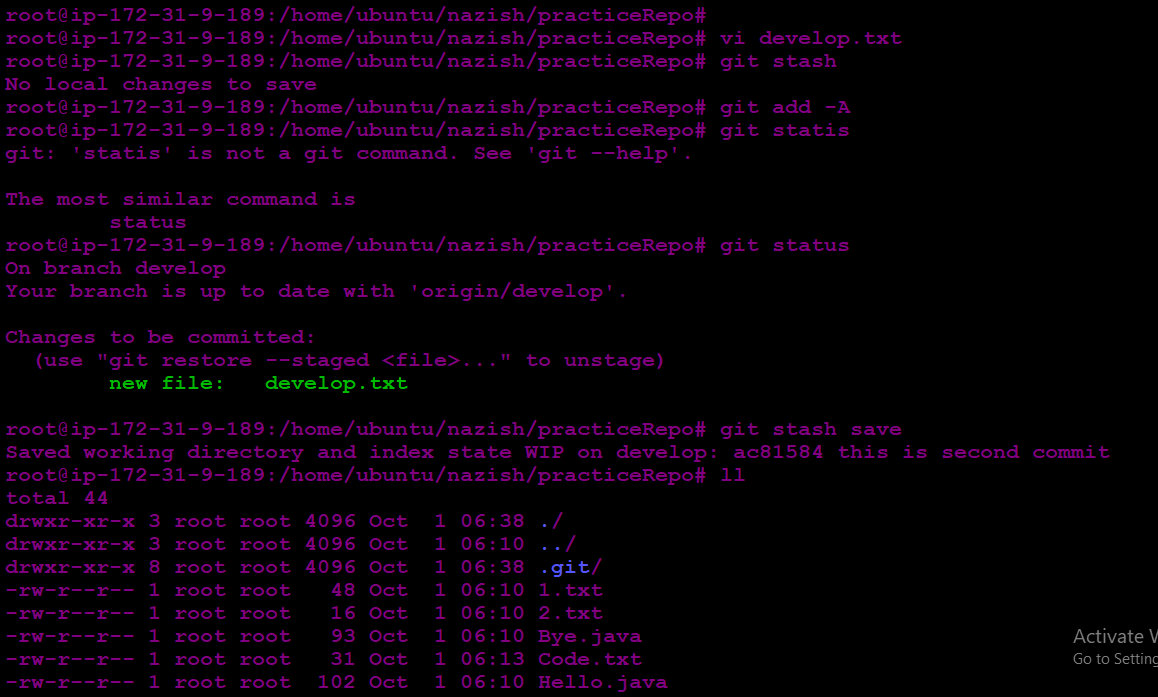 root@ip-172-31-9-189:/home/ubuntu/nazish/practiceRepo#
root@ip-172-31-9-189:/home/ubuntu/nazish/practiceRepo# vi develop.txt
root@ip-172-31-9-189:/home/ubuntu/nazish/practiceRepo# git stash
No local changes to save
root@ip-172-31-9-189:/home/ubuntu/nazish/practiceRepo# git add -A
root@ip-172-31-9-189:/home/ubuntu/nazish/practiceRepo# git statis
git: 'statis' is not a git command. See 'git --help'.

The most similar command is
        status
root@ip-172-31-9-189:/home/ubuntu/nazish/practiceRepo# git status
On branch develop
Your branch is up to date with 'origin/develop'.

Changes to be committed:
  (use "git restore --staged <file>..." to unstage)
        new file:   develop.txt

root@ip-172-31-9-189:/home/ubuntu/nazish/practiceRepo# git stash save
Saved working directory and index state WIP on develop: ac81584 this is second commit
root@ip-172-31-9-189:/home/ubuntu/nazish/practiceRepo# ll
total 44
drwxr-xr-x 3 root root 4096 Oct  1 06:38 ./
drwxr-xr-x 3 root root 4096 Oct  1 06:10 ../
drwxr-xr-x 8 root root 4096 Oct  1 06:38 .git/
-rw-r--r-- 1 root root   48 Oct  1 06:10 1.txt
-rw-r--r-- 1 root root   16 Oct  1 06:10 2.txt
-rw-r--r-- 1 root root   93 Oct  1 06:10 Bye.java
-rw-r--r-- 1 root root   31 Oct  1 06:13 Code.txt
-rw-r--r-- 1 root root  102 Oct  1 06:10 Hello.java
Activate W
Go to Setting